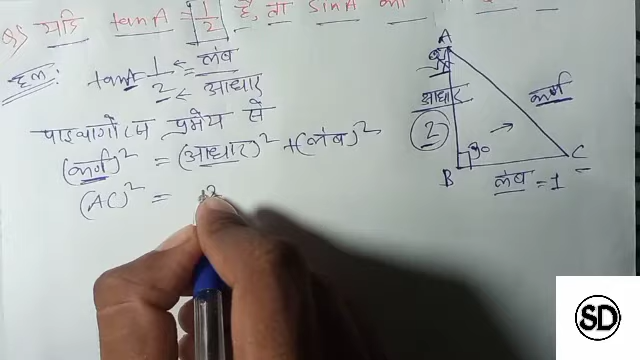 यदि tanA = 1/2 है, तो sinA का
हल: tanA 1/2 = लंब/आधार
पाइथागोरस प्रमेय से
(कर्ण)² = (आधार)² + (लंब)²
(AC)² =
A
आधार
2
कर्ण
90
B
C
लंब = 1
SD